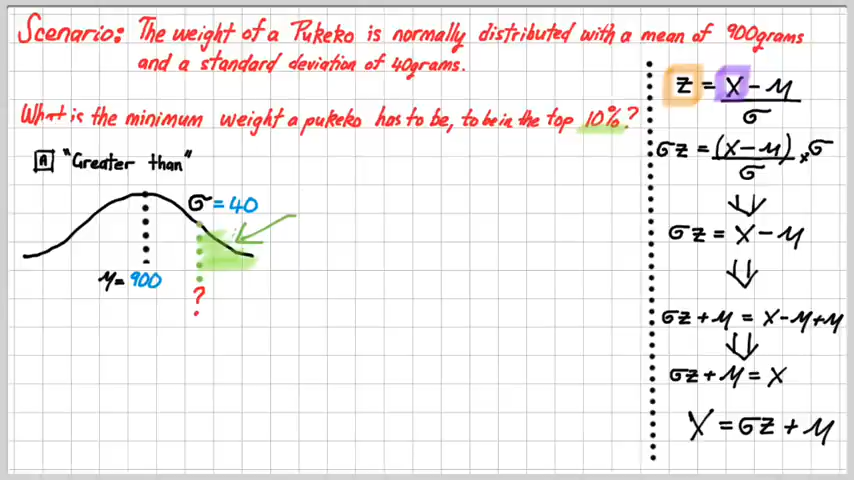 Scenario: The weight of a Pukeko is normally distributed with a mean of 900grams
and a standard deviation of 40grams.
What is the minimum weight a pukeko has to be, to be in the top 10%?
A "Greater than"
σ = 40
μ = 900
?
Z = X - μ / σ
σZ = (X - μ) / σ × σ
σZ = X - μ
σZ + μ = X - μ + μ
σZ + μ = X
X = σZ + μ